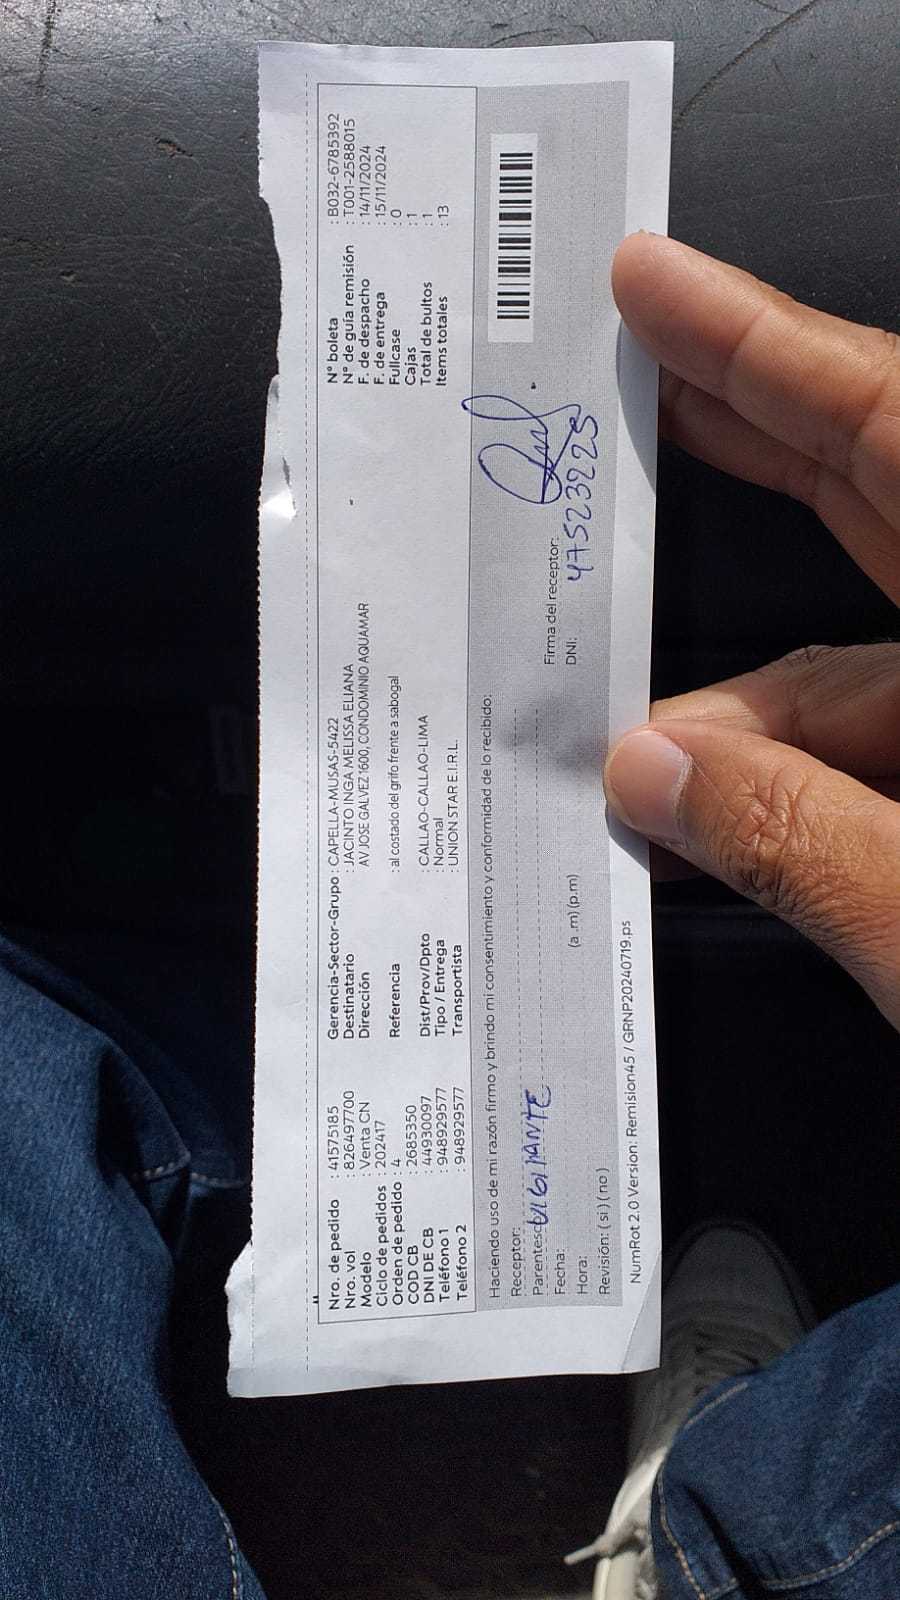 Nro. de pedido : 41575185
Nro. vol : 826497700
Modelo : Venta CN
Ciclo de pedidos : 202417
Orden de pedido : 4
COD CB : 2685350
DNI DE CB : 44930097
Teléfono 1 : 948929577
Teléfono 2 : 948929577
Gerencia-Sector-Grupo : CAPELLA-MUSAS-5422
Destinatario : JACINTO INGA MELISSA ELIANA
Dirección AV JOSE GALVEZ 1600, CONDOMINIO AQUAMAR
Referencia : al costado del grifo frente a sabogal
Dist/Prov/Dpto : CALLAO-CALLAO-LIMA
Tipo / Entrega : Normal
Transportista : UNION STAR E.I.R.L.
N° boleta : B032-6785392
N° de guía remisión : T001-2588015
F. de despacho : 14/11/2024
F. de entrega : 15/11/2024
Fullcase : 0
Cajas : 1
Total de bultos : 1
Items totales : 13
Haciendo uso de mi razón firmo y brindo mi consentimiento y conformidad de lo recibido:
Receptor:
Parentesco VIGILANTE
Fecha:
Hora: (a .m) (p.m)
Revisión: ( si ) ( no )
Firma del receptor:
DNI: 47523225
NumRot 2.0 Version: Remision45 / GRNP20240719.ps